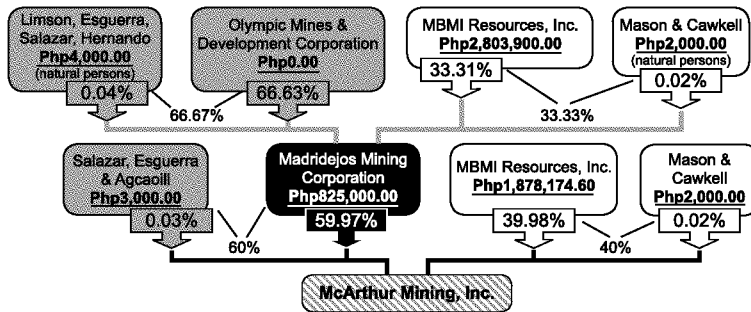 Limson, Esguerra,
Salazar, Hernando
Php4,000.00
(natural persons)
0.04%
Olympic Mines &
Development Corporation
Php0.00
66.63%
66.67%
MBMI Resources, Inc.
Php2,803,900.00
33.31%
Mason & Cawkell
Php2,000.00
(natural persons)
0.02%
33.33%
Salazar, Esguerra
& Agcaoill
Php3,000.00
0.03%
60%
Madridejos Mining
Corporation
Php825,000.00
59.97%
MBMI Resources, Inc.
Php1,878,174.60
39.98%
Mason &
Cawkell
Php2,000.00
0.02%
40%
McArthur Mining, Inc.